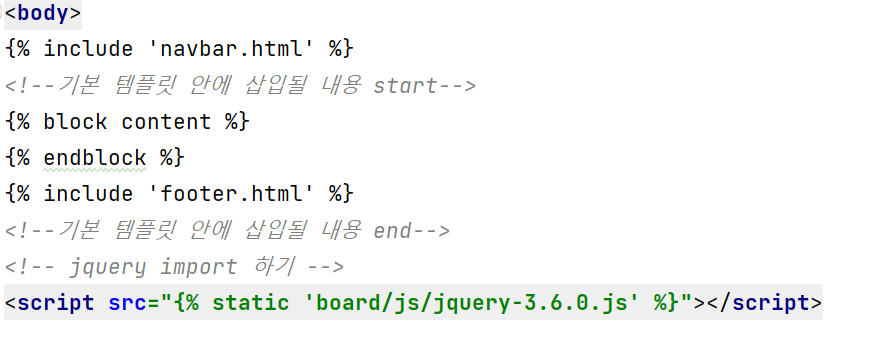 <body>
{% include 'navbar.html' %}
<!--기본 템플릿 안에 삽입될 내용 start-->
{% block content %}
{% endblock %}
{% include 'footer.html' %}
<!--기본 템플릿 안에 삽입될 내용 end-->
<!-- jquery import 하기 -->
<script src="{% static 'board/js/jquery-3.6.0.js' %}"></script>